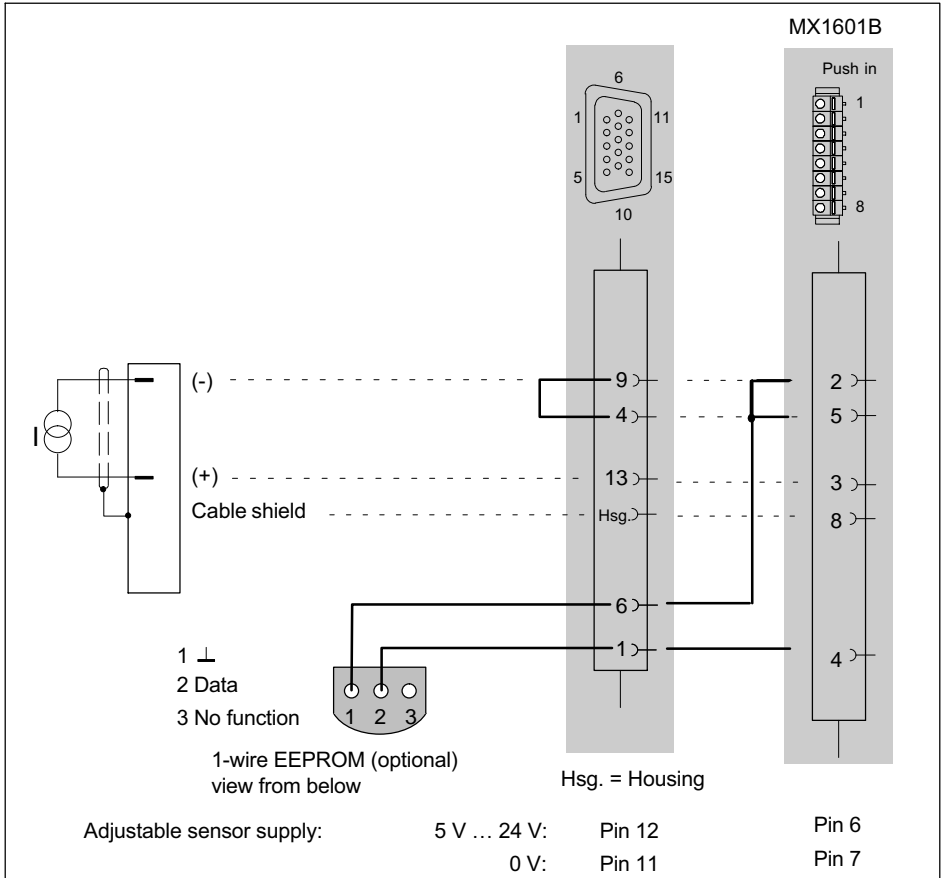 MX1601B
Push in
6
1
11
5
15
10
1
8
(-)
9
2
4
5
I
(+)
13
3
Cable shield
Hsg.
8
6
1
4
1 ⊥
2 Data
3 No function
1 2 3
1-wire EEPROM (optional)
view from below
Hsg. = Housing
Adjustable sensor supply: 5 V … 24 V: Pin 12 Pin 6
0 V: Pin 11 Pin 7